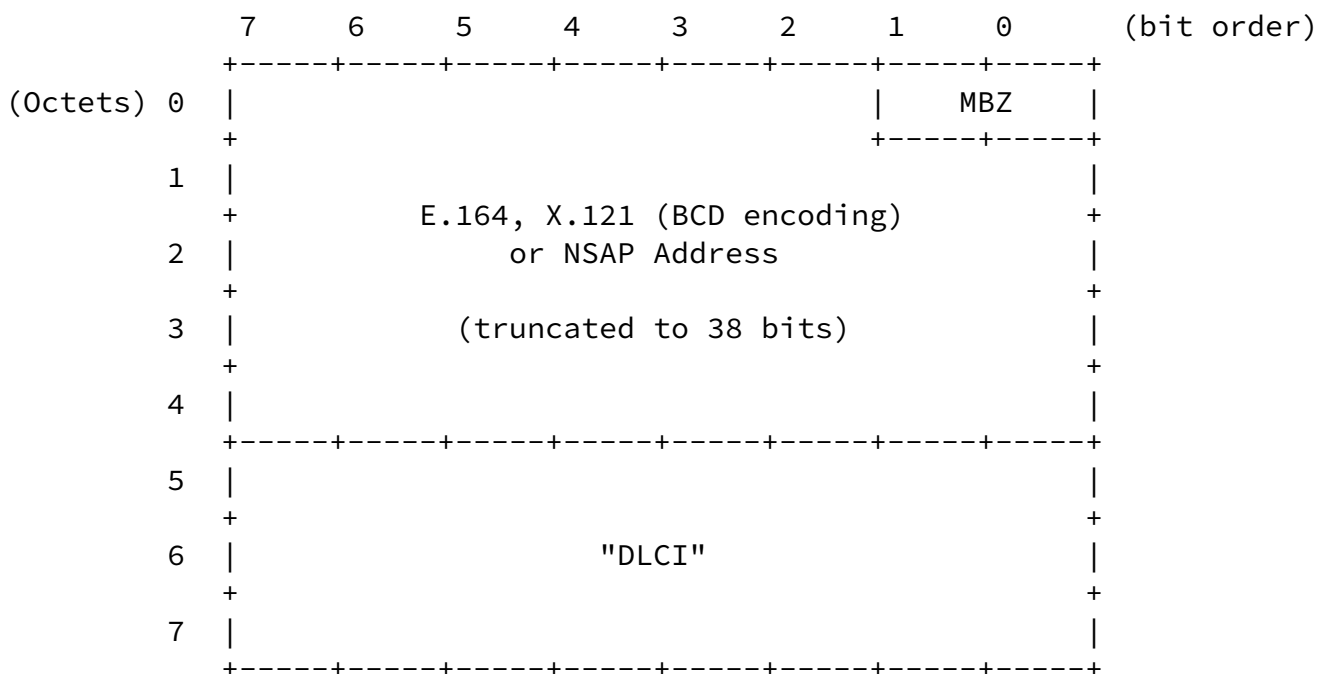 7 6 5 4 3 2 1 0 (bit order)
+-----+-----+-----+-----+-----+-----+-----+-----+
(Octets) 0 | | MBZ |
+ +-----+-----+
1 | |
+ E.164, X.121 (BCD encoding) +
2 | or NSAP Address |
+ +
3 | (truncated to 38 bits) |
+ +
4 | |
+-----+-----+-----+-----+-----+-----+-----+-----+
5 | |
+ +
6 | "DLCI" |
+ +
7 | |
+-----+-----+-----+-----+-----+-----+-----+-----+